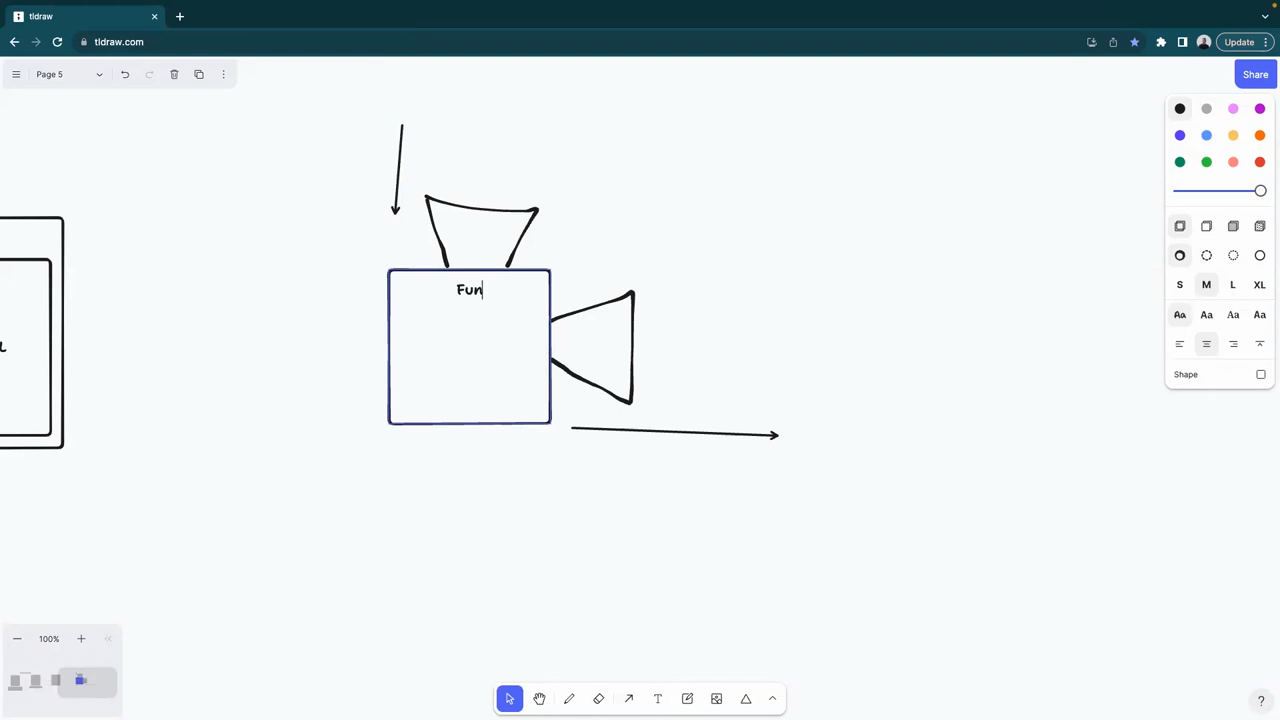 tldraw
tldraw.com
Update
Page 5
Share
Fun
S M L XL
Aa Aa Aa Aa
Shape
100%
T
?